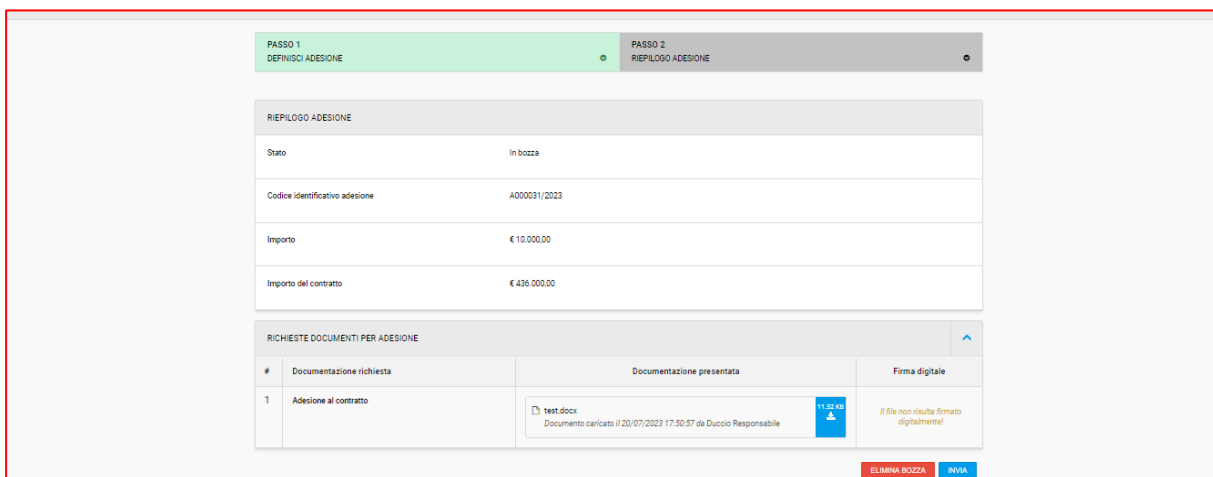 PASSO 1
DEFINISCI ADESIONE
PASSO 2
RIEPILOGO ADESIONE
RIEPILOGO ADESIONE
Stato In bozza
Codice identificativo adesione A000031/2023
Importo € 10.000,00
Importo del contratto € 436.000,00
RICHIESTE DOCUMENTI PER ADESIONE
# Documentazione richiesta Documentazione presentata Firma digitale
1 Adesione al contratto
test.docx
Documento caricato il 20/07/2023 17:50:57 da Duccio Responsabile
11.52 KB
Il file non risulta firmato
digitalmente!
ELIMINA BOZZA INVIA